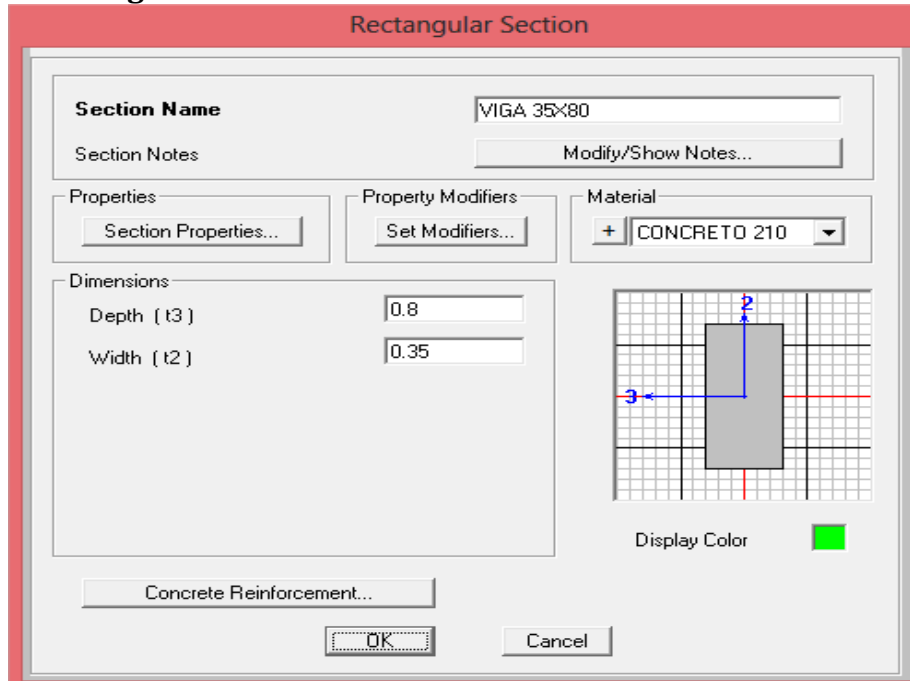 Rectangular Section
Section Name VIGA 35X80
Section Notes Modify/Show Notes...
Properties Property Modifiers Material
Section Properties... Set Modifiers... + CONCRETO 210
Dimensions
Depth ( t3 ) 0.8
Width ( t2 ) 0.35
2
3
Display Color
Concrete Reinforcement...
OK Cancel